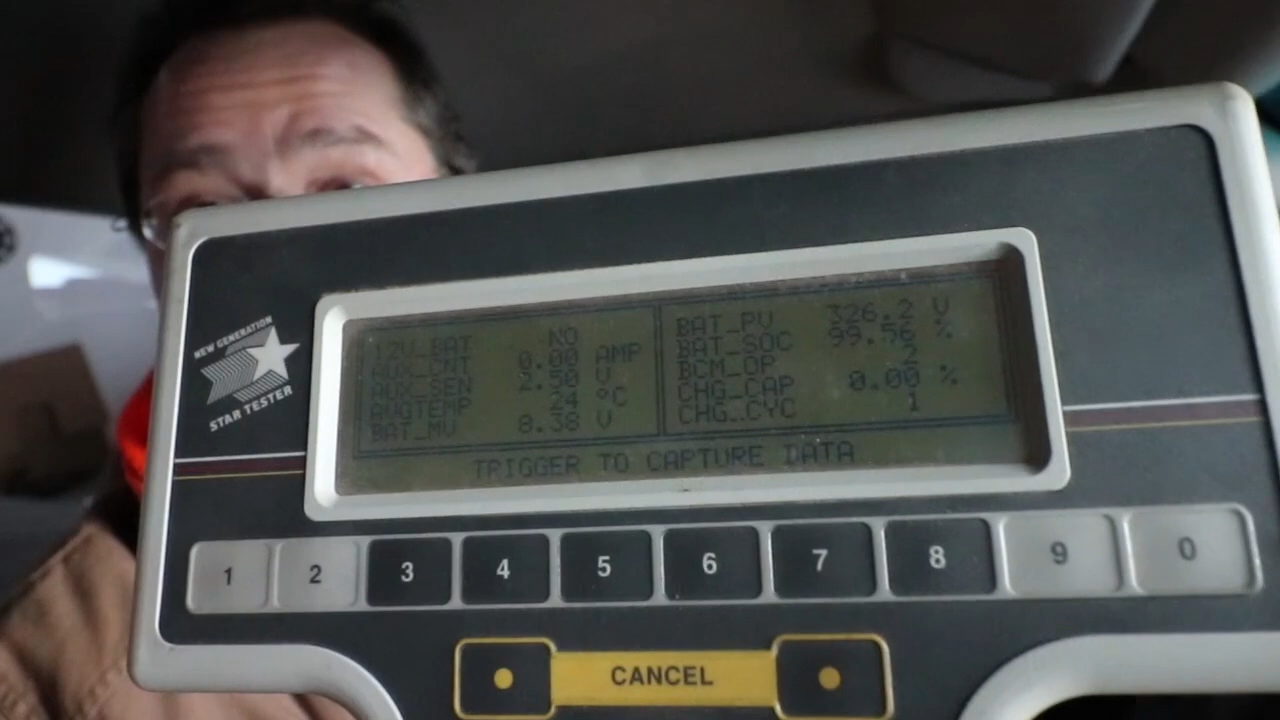 NEW GENERATION
STAR TESTER
12V_BAT NO
AUX_CNT 0.00 AMP
AUX_SEN 2.50 V
AVGTEMP 24 °C
BAT_MV 8.38 V
BAT_PV 326.2 V
BAT_SOC 99.56 %
BCM_OP 2
CHG_CAP 0.00 %
CHG_CYC 1
TRIGGER TO CAPTURE DATA
1 2 3 4 5 6 7 8 9 0
CANCEL